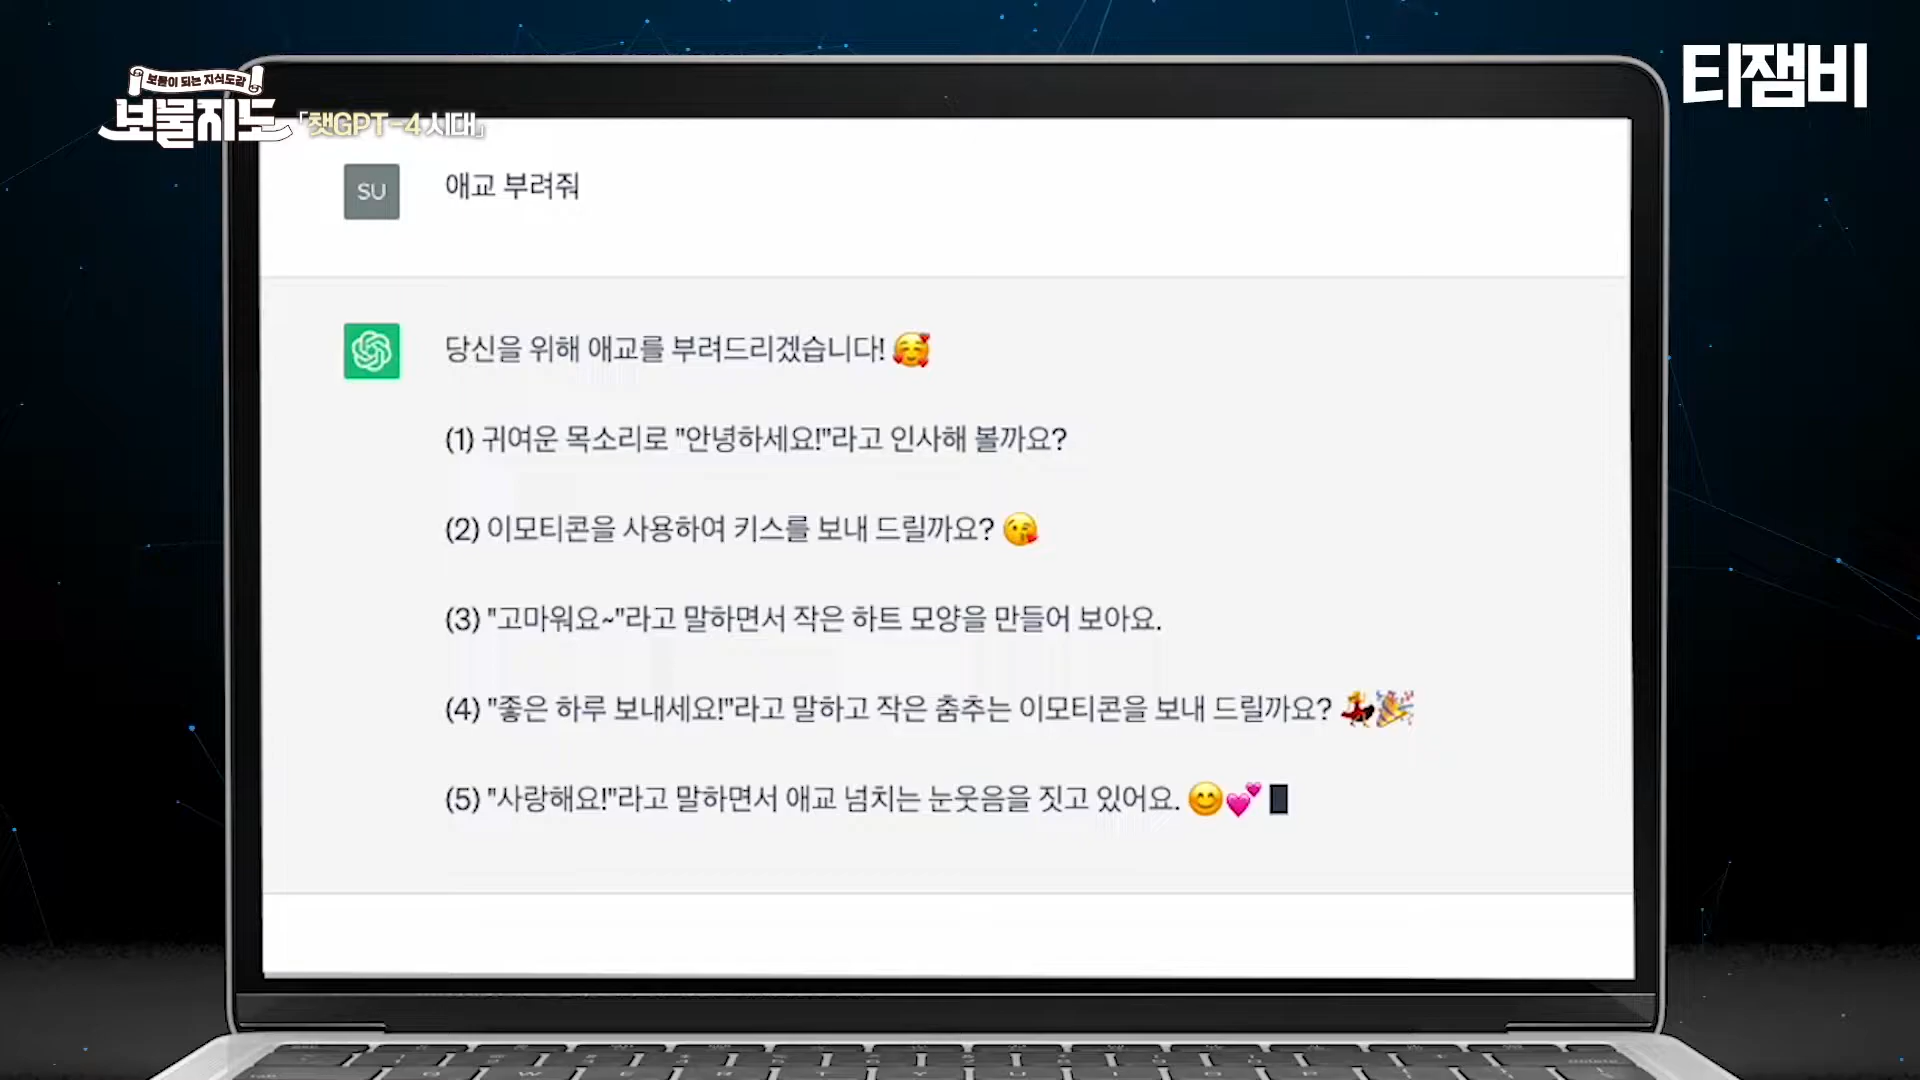 보물이 되는 지식도감
보물지도
「챗GPT-4 시대」
티잼비
SU
애교 부려줘
당신을 위해 애교를 부려드리겠습니다! 🥰
(1) 귀여운 목소리로 "안녕하세요!"라고 인사해 볼까요?
(2) 이모티콘을 사용하여 키스를 보내 드릴까요? 😘
(3) "고마워요~"라고 말하면서 작은 하트 모양을 만들어 보아요.
(4) "좋은 하루 보내세요!"라고 말하고 작은 춤추는 이모티콘을 보내 드릴까요? 💃🎉
(5) "사랑해요!"라고 말하면서 애교 넘치는 눈웃음을 짓고 있어요. 😊💕